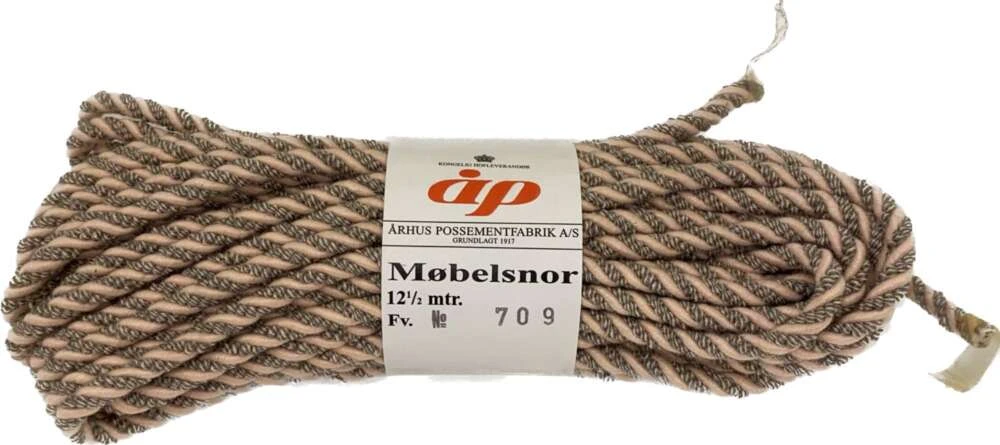 KONGELIG HOFLEVERANDØR
åp
ÅRHUS POSSEMENTFABRIK A/S
GRUNDLAGT 1917
Møbelsnor
12½ mtr.
Fv. № 709